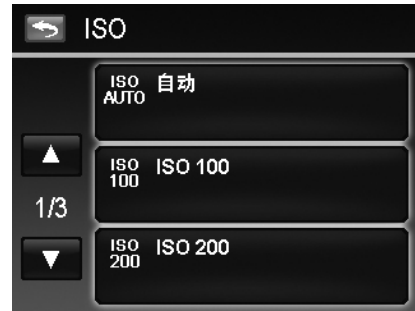 ISO
ISO AUTO 自动
ISO 100 ISO 100
1/3
ISO 200 ISO 200